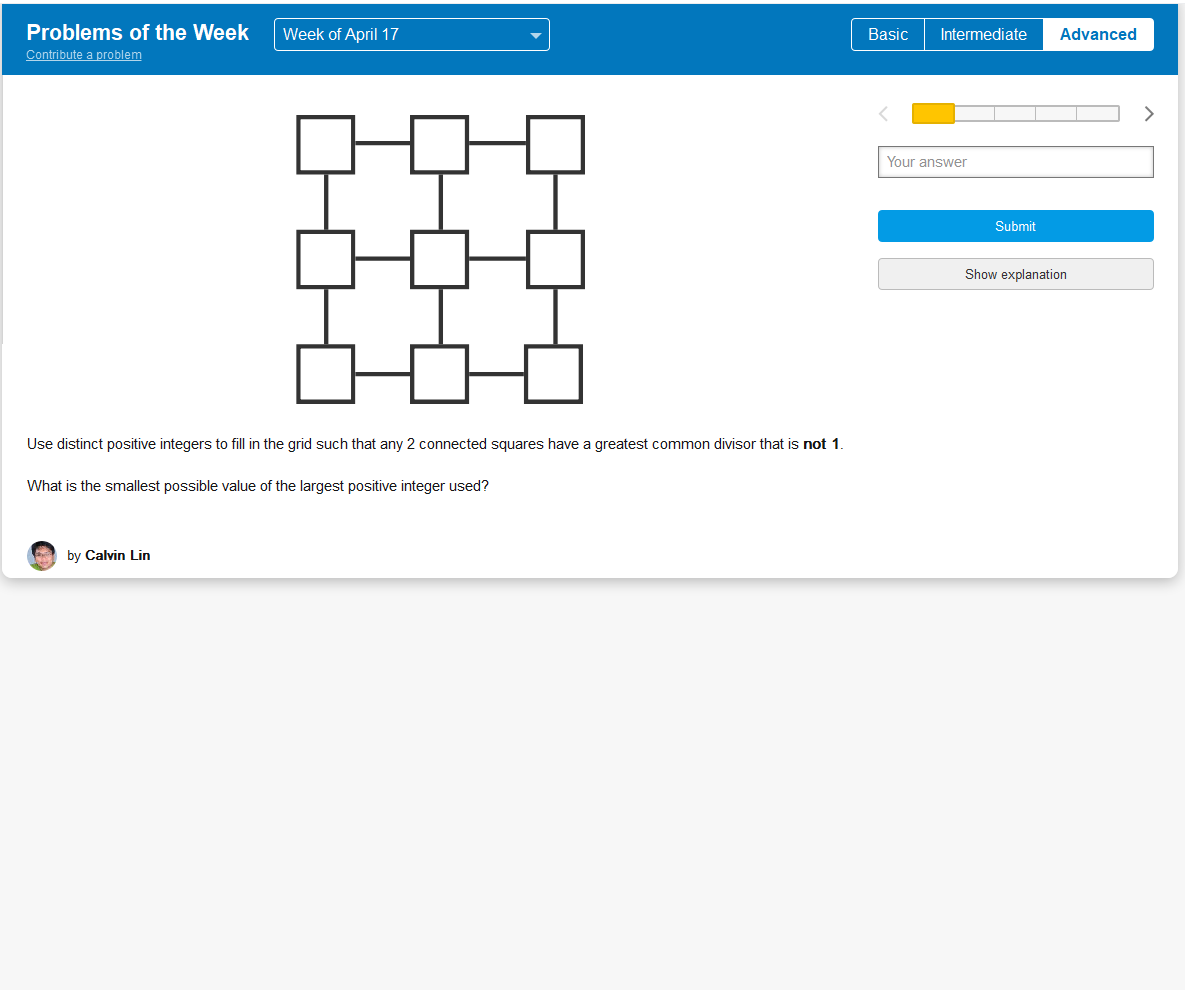 Problems of the Week
Contribute a problem
Week of April 17
Basic
Intermediate
Advanced
Your answer
Submit
Show explanation
Use distinct positive integers to fill in the grid such that any 2 connected squares have a greatest common divisor that is not 1.
What is the smallest possible value of the largest positive integer used?
by Calvin Lin